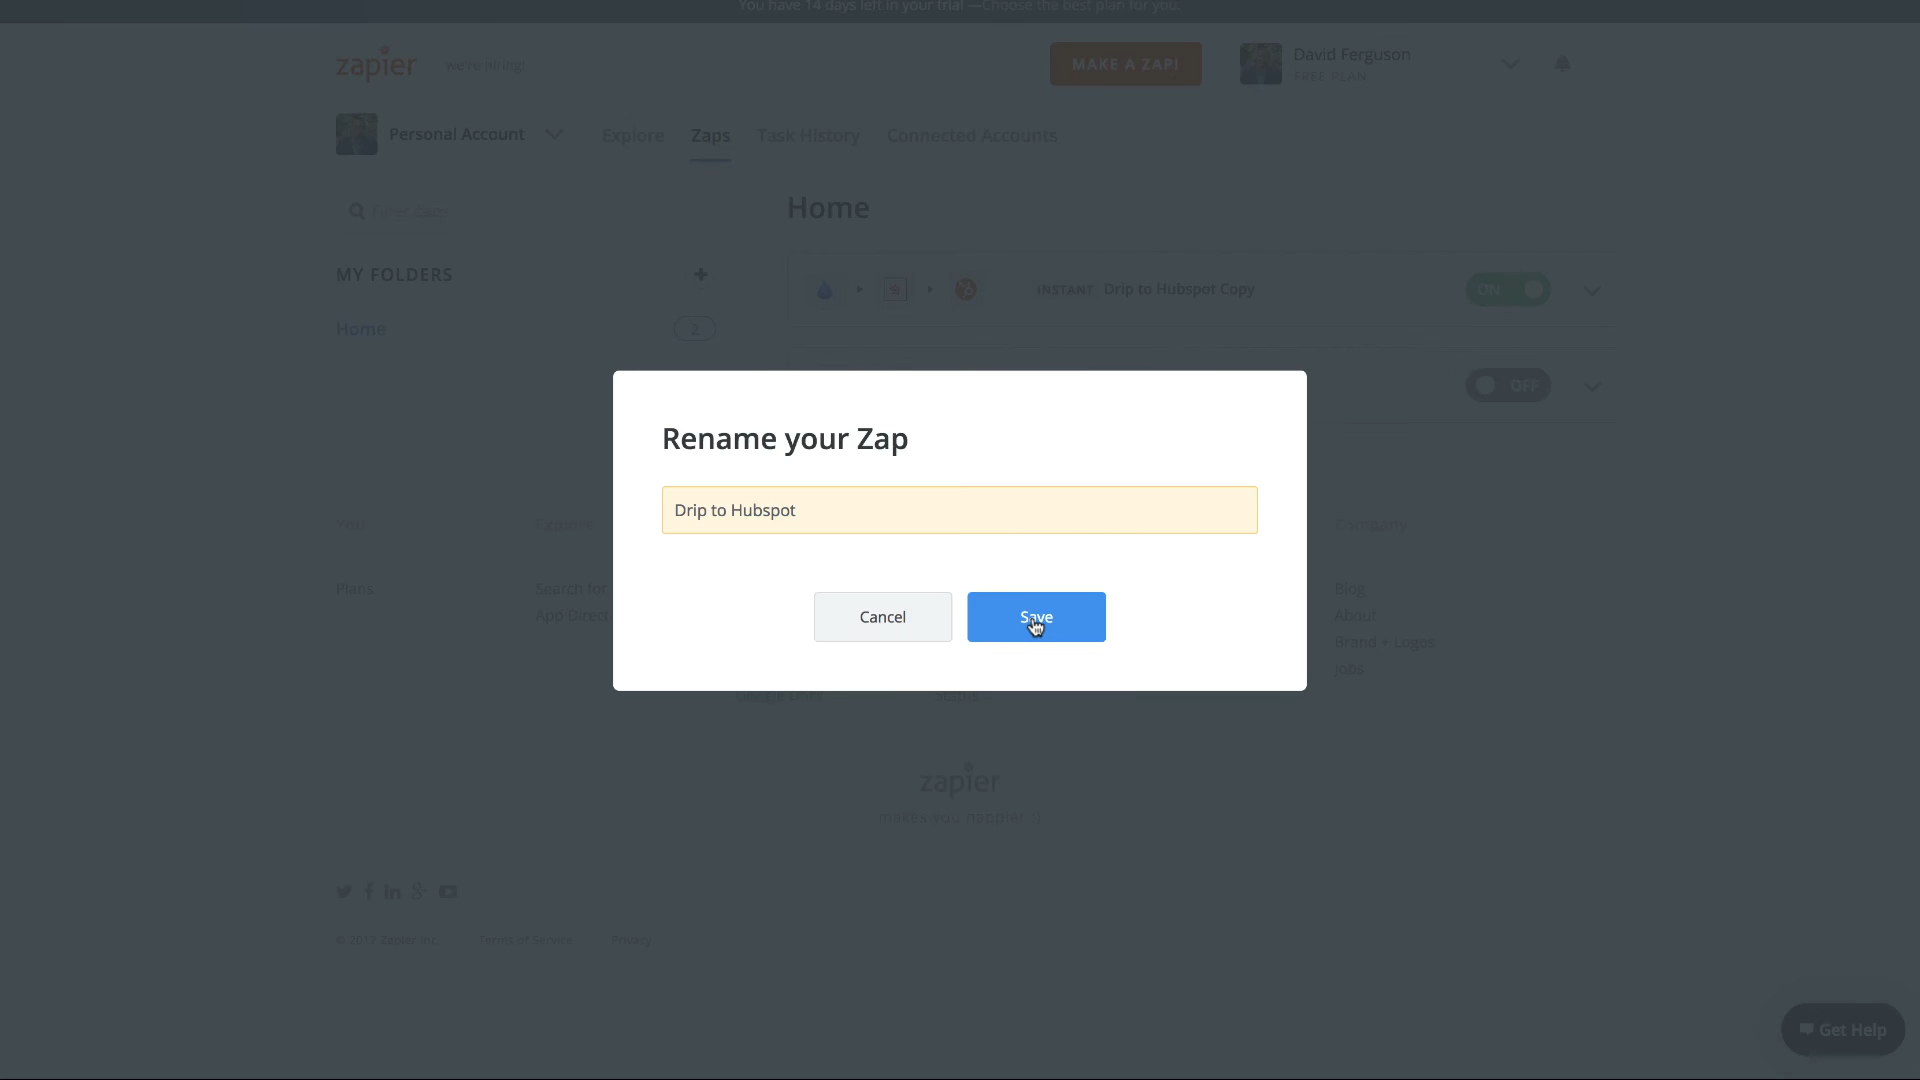 You have 14 days left in your trial —Choose the best plan for you.
zapier
we're hiring!
MAKE A ZAP!
David Ferguson
FREE PLAN
Personal Account
Explore
Zaps
Task History
Connected Accounts
Home
MY FOLDERS
INSTANT Drip to Hubspot Copy
ON
Home
2
OFF
Rename your Zap
Drip to Hubspot
Cancel
Save
You
Explore
Company
Plans
Search for
App Direct
Blog
About
Brand + Logos
Jobs
zapier
makes you happier :)
© 2017 Zapier Inc.
Terms of Service
Privacy
Get Help